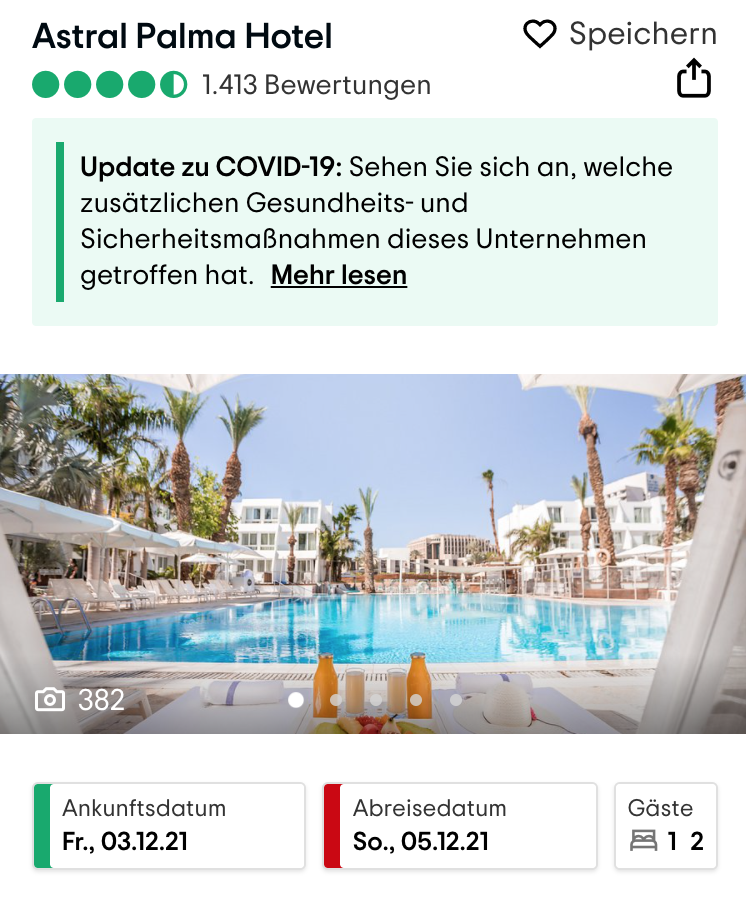 Astral Palma Hotel
Speichern
1.413 Bewertungen
Update zu COVID-19: Sehen Sie sich an, welche
zusätzlichen Gesundheits- und
Sicherheitsmaßnahmen dieses Unternehmen
getroffen hat. Mehr lesen
382
Ankunftsdatum
Fr., 03.12.21
Abreisedatum
So., 05.12.21
Gäste
1 2